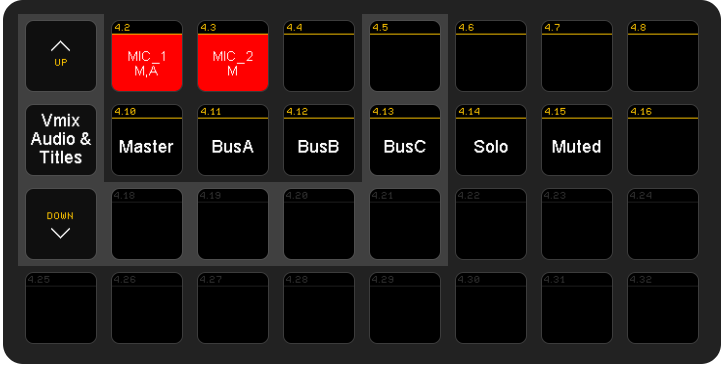 UP
4.2
MIC_1
M,A
4.3
MIC_2
M
4.4
4.5
4.6
4.7
4.8
Vmix
Audio &
Titles
4.10
Master
4.11
BusA
4.12
BusB
4.13
BusC
4.14
Solo
4.15
Muted
4.16
DOWN
4.18
4.19
4.20
4.21
4.22
4.23
4.24
4.25
4.26
4.27
4.28
4.29
4.30
4.31
4.32